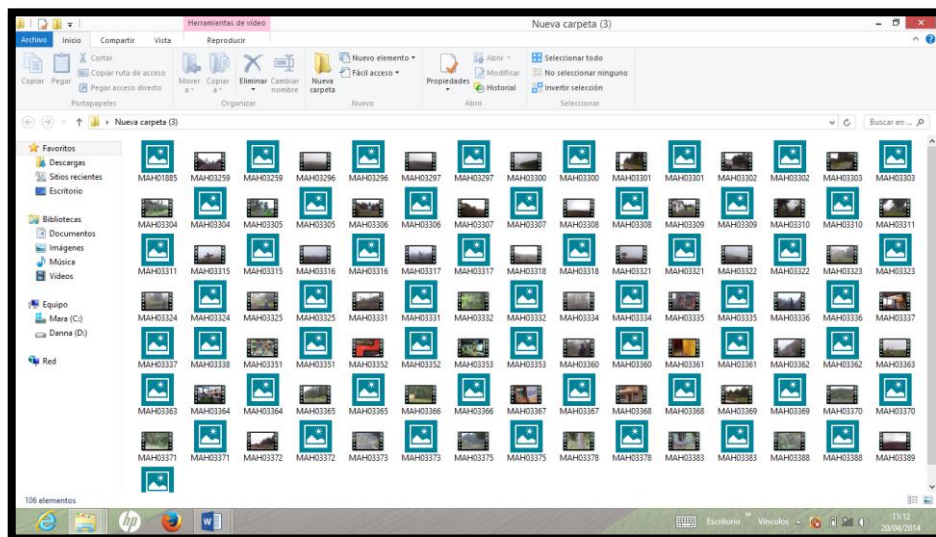 Herramientas de vídeo
Nueva carpeta (3)
Archivo Inicio Compartir Vista Reproducir
Copiar Pegar
Cortar
Copiar ruta de acceso
Pegar acceso directo
Mover a Copiar a Eliminar Cambiar nombre
Nueva carpeta
Nuevo elemento
Fácil acceso
Propiedades
Abrir
Modificar
Historial
Seleccionar todo
No seleccionar ninguno
Invertir selección
Portapapeles Organizar Nuevo Abrir Seleccionar
Nueva carpeta (3)
Buscar en ...
Favoritos
Descargas
Sitios recientes
Escritorio
Bibliotecas
Documentos
Imágenes
Música
Vídeos
Equipo
Mara (C:)
Danna (D:)
Red
MAH01885 MAH03259 MAH03259 MAH03296 MAH03296 MAH03297 MAH03297 MAH03300 MAH03300 MAH03301 MAH03301 MAH03302 MAH03302 MAH03303 MAH03303
MAH03304 MAH03304 MAH03305 MAH03305 MAH03306 MAH03306 MAH03307 MAH03307 MAH03308 MAH03308 MAH03309 MAH03309 MAH03310 MAH03310 MAH03311
MAH03311 MAH03315 MAH03315 MAH03316 MAH03316 MAH03317 MAH03317 MAH03318 MAH03318 MAH03321 MAH03321 MAH03322 MAH03322 MAH03323 MAH03323
MAH03324 MAH03324 MAH03325 MAH03325 MAH03331 MAH03331 MAH03332 MAH03332 MAH03334 MAH03334 MAH03335 MAH03335 MAH03336 MAH03336 MAH03337
MAH03337 MAH03338 MAH03351 MAH03351 MAH03352 MAH03352 MAH03353 MAH03353 MAH03360 MAH03360 MAH03361 MAH03361 MAH03362 MAH03362 MAH03363
MAH03363 MAH03364 MAH03364 MAH03365 MAH03365 MAH03366 MAH03366 MAH03367 MAH03367 MAH03368 MAH03368 MAH03369 MAH03369 MAH03370 MAH03370
MAH03371 MAH03371 MAH03372 MAH03372 MAH03373 MAH03373 MAH03375 MAH03375 MAH03378 MAH03378 MAH03383 MAH03383 MAH03388 MAH03388 MAH03389
106 elementos
hp
Escritorio Vínculos
11:12
20/04/2014